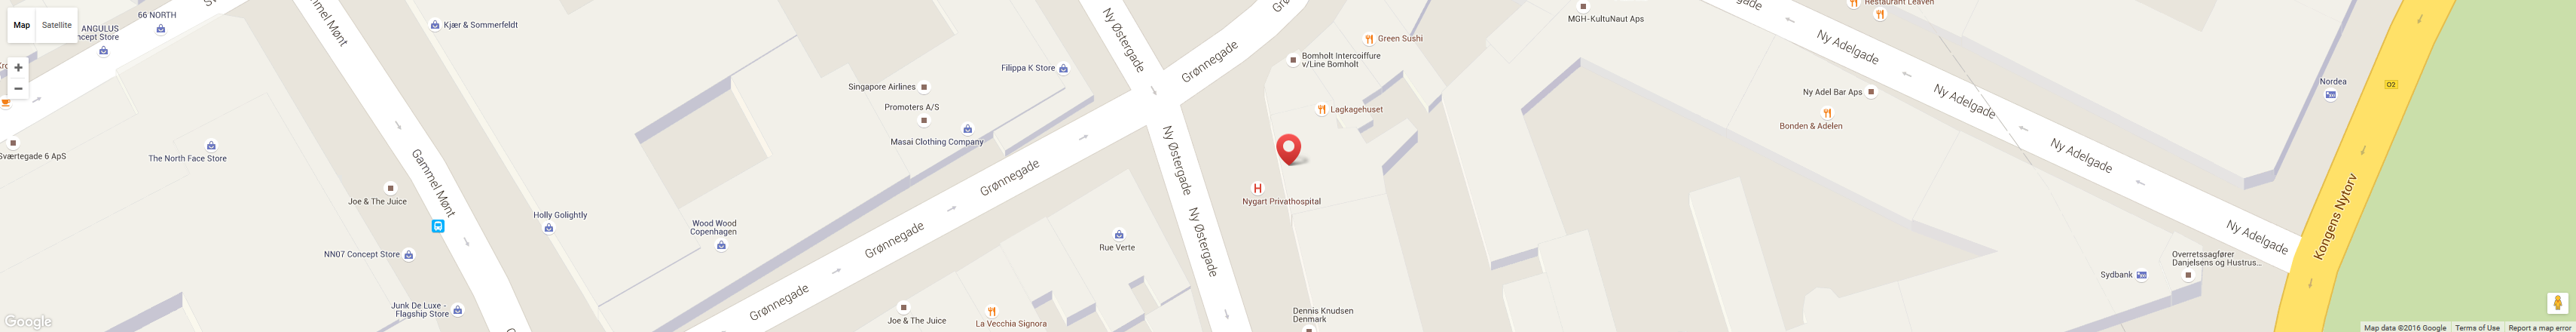 Map
Satellite
66 NORTH
ANGULUS
ncept Store
Gammel Mønt
Kjær & Sommerfeldt
Ny Østergade
Filippa K Store
Grønnegade
Green Sushi
Bomholt Intercoiffure
v/Line Bomholt
MGH-KultuNaut Aps
Restaurant Leaven
Ny Adelgade
Ny Adelgade
Ny Adelgade
Nordea
O2
Singapore Airlines
Promoters A/S
Masai Clothing Company
Lagkagehuset
Ny Adel Bar Aps
Bonden & Adelen
Sværtegade 6 ApS
The North Face Store
Joe & The Juice
Gammel Mønt
Holly Golightly
NN07 Concept Store
Junk De Luxe -
Flagship Store
Wood Wood
Copenhagen
Grønnegade
Grønnegade
Grønnegade
Ny Østergade
Ny Østergade
H
Nygart Privathospital
Rue Verte
Joe & The Juice
La Vecchia Signora
Dennis Knudsen
Denmark
Ny Adelgade
Kongens Nytorv
Overretssagfører
Danjelsens og Hustrus...
Sydbank
Google
Map data ©2016 Google
Terms of Use
Report a map error